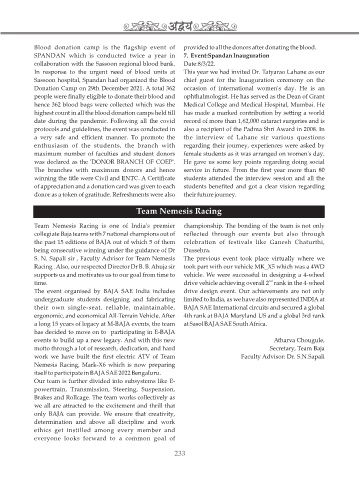 अद्वैय
Blood donation camp is the flagship event of
SPANDAN which is conducted twice a year in
collaboration with the Sassoon regional blood bank.
In response to the urgent need of blood units at
Sassoon hospital, Spandan had organized the Blood
Donation Camp on 29th December 2021. A total 362
people were finally eligible to donate their blood and
hence 362 blood bags were collected which was the
highest count in all the blood donation camps held till
date during the pandemic. Following all the covid
protocols and guidelines, the event was conducted in
a very safe and efficient manner. To promote the
enthusiasm of the students, the branch with
maximum number of faculties and student donors
was declared as the 'DONOR BRANCH OF COEP'.
The branches with maximum donors and hence
winning the title were Civil and ENTC. A Certificate
of appreciation and a donation card was given to each
donor as a token of gratitude. Refreshments were also
provided to all the donors after donating the blood.
7. Event:Spandan Inauguration
Date:8/3/22.
This year we had invited Dr. Tatyarao Lahane as our
chief guest for the Inauguration ceremony on the
occasion of international women's day. He is an
ophthalmologist. He has served as the Dean of Grant
Medical College and Medical Hospital, Mumbai. He
has made a marked contribution by setting a world
record of more than 1,62,000 cataract surgeries and is
also a recipient of the Padma Shri Award in 2008. In
the interview of Lahane sir various questions
regarding their journey, experiences were asked by
female students as it was arranged on women's day.
He gave us some key points regarding doing social
service in future. From the first year more than 80
students attended the interview session and all the
students benefited and got a clear vision regarding
their future journey.
Team Nemesis Racing
Team Nemesis Racing is one of India's premier
collegiate Baja teams with 7 national champions out of
the past 15 editions of BAJA out of which 3 of them
being consecutive winning under the guidance of Dr
S. N. Sapali sir , Faculty Advisor for Team Nemesis
Racing . Also, our respected Director Dr B. B. Ahuja sir
supports us and motivates us to our goal from time to
time.
The event organised by BAJA SAE India includes
undergraduate students designing and fabricating
their own single-seat, reliable, maintainable,
ergonomic, and economical All-Terrain Vehicle. After
a long 15 years of legacy at M-BAJA events, the team
has decided to move on to participating in E-BAJA
events to build up a new legacy. And with this new
motto through a lot of research, dedication, and hard
work we have built the first electric ATV of Team
Nemesis Racing, Mark-X6 which is now preparing
itself to participate in BAJA SAE 2022 Bengaluru.
Our team is further divided into subsystems like E-
powertrain, Transmission, Steering, Suspension,
Brakes and Rollcage. The team works collectively as
we all are attracted to the excitement and thrill that
only BAJA can provide. We ensure that creativity,
determination and above all discipline and work
ethics get instilled among every member and
everyone looks forward to a common goal of
championship. The bonding of the team is not only
reflected through our events but also through
celebration of festivals like Ganesh Chaturthi,
Dussehra.
The previous event took place virtually where we
took part with our vehicle MK_X5 which was a 4WD
vehicle. We were successful in designing a 4-wheel
drive vehicle achieving overall 2nd rank in the 4-wheel
drive design event. Our achievements are not only
limited to India, as we have also represented INDIA at
BAJA SAE International circuits and secured a global
4th rank at BAJA Maryland US and a global 3rd rank
at Sasol BAJA SAE South Africa.
Atharva Chougule,
Secretary, Team Baja
Faculty Advisor: Dr. S.N.Sapali
233